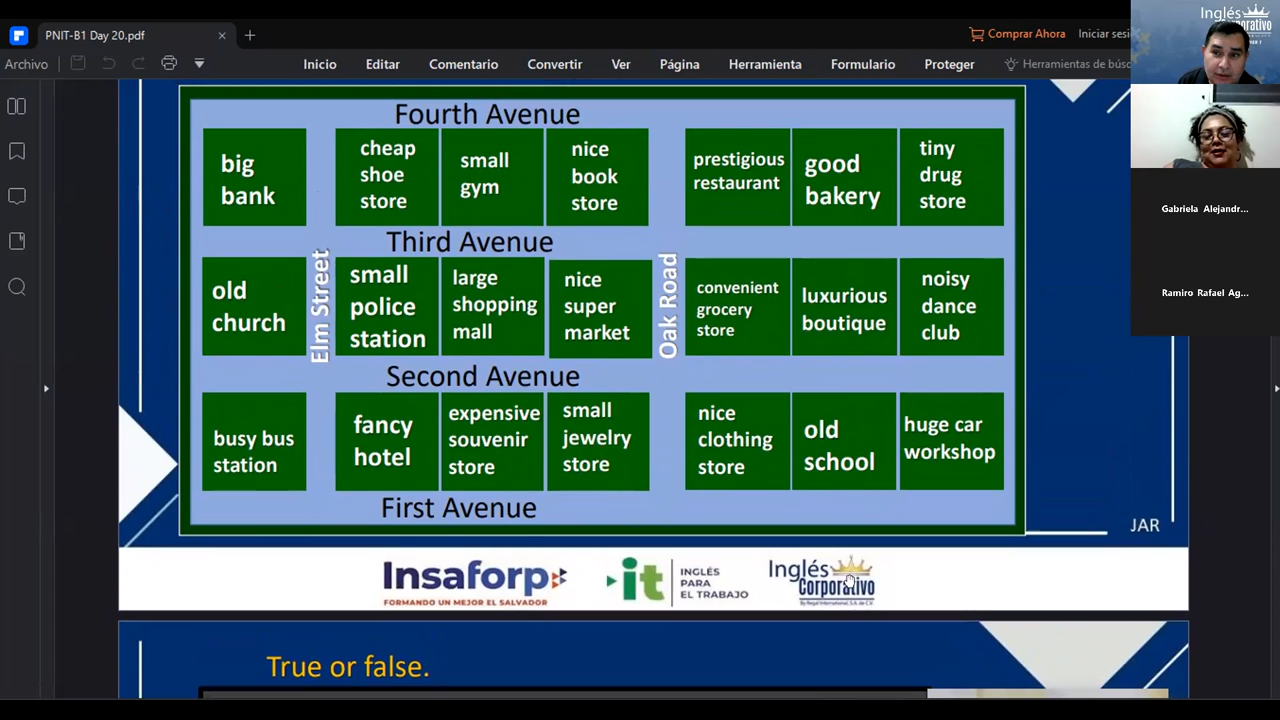 PNIT-B1 Day 20.pdf
Comprar Ahora
Archivo
Inicio
Editar
Comentario
Convertir
Ver
Página
Herramienta
Formulario
Proteger
Herramientas de
Inglés
Corporativo
Gabriela Alejandr...
Ramiro Rafael Ag...
Fourth Avenue
big
bank
cheap
shoe
store
small
gym
nice
book
store
prestigious
restaurant
good
bakery
tiny
drug
store
Third Avenue
old
church
Elm Street
small
police
station
large
shopping
mall
nice
super
market
Oak Road
convenient
grocery
store
luxurious
boutique
noisy
dance
club
Second Avenue
busy bus
station
fancy
hotel
expensive
souvenir
store
small
jewelry
store
nice
clothing
store
old
school
huge car
workshop
First Avenue
JAR
Insaforp
FORMANDO UN MEJOR EL SALVADOR
it
INGLÉS
PARA
EL TRABAJO
Inglés
Corporativo
By Regal International, S.A. de C.V.
True or false.